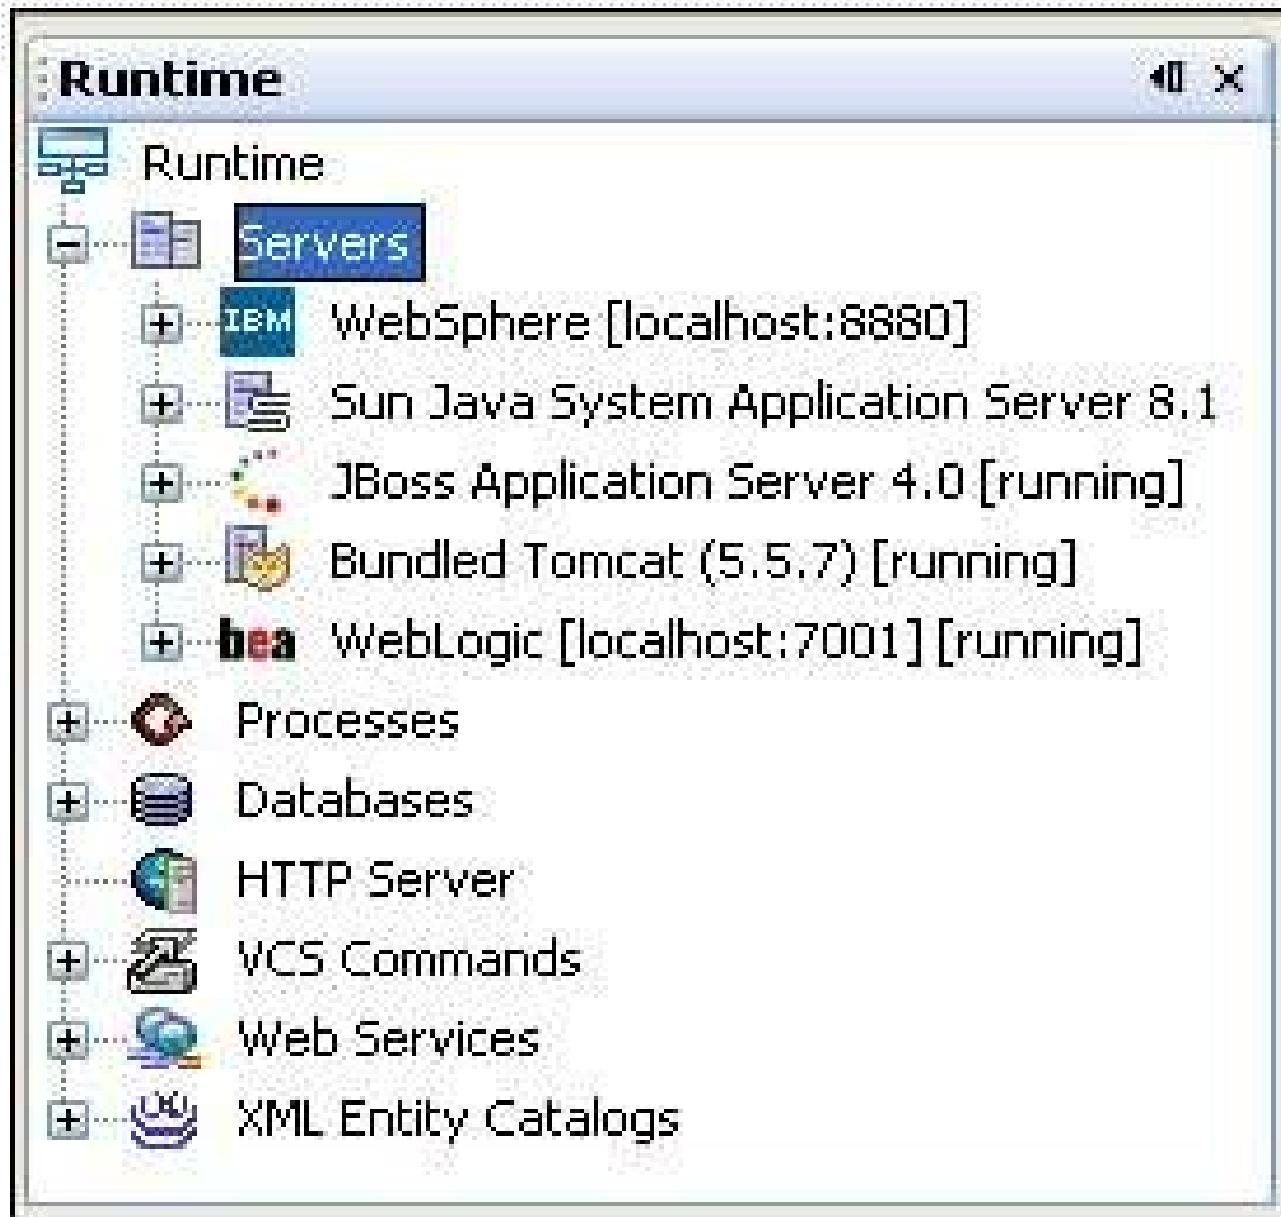 Runtime
Runtime
Servers
IBM WebSphere [localhost:8880]
Sun Java System Application Server 8.1
JBoss Application Server 4.0 [running]
Bundled Tomcat (5.5.7) [running]
bea WebLogic [localhost:7001] [running]
Processes
Databases
HTTP Server
VCS Commands
Web Services
XML Entity Catalogs